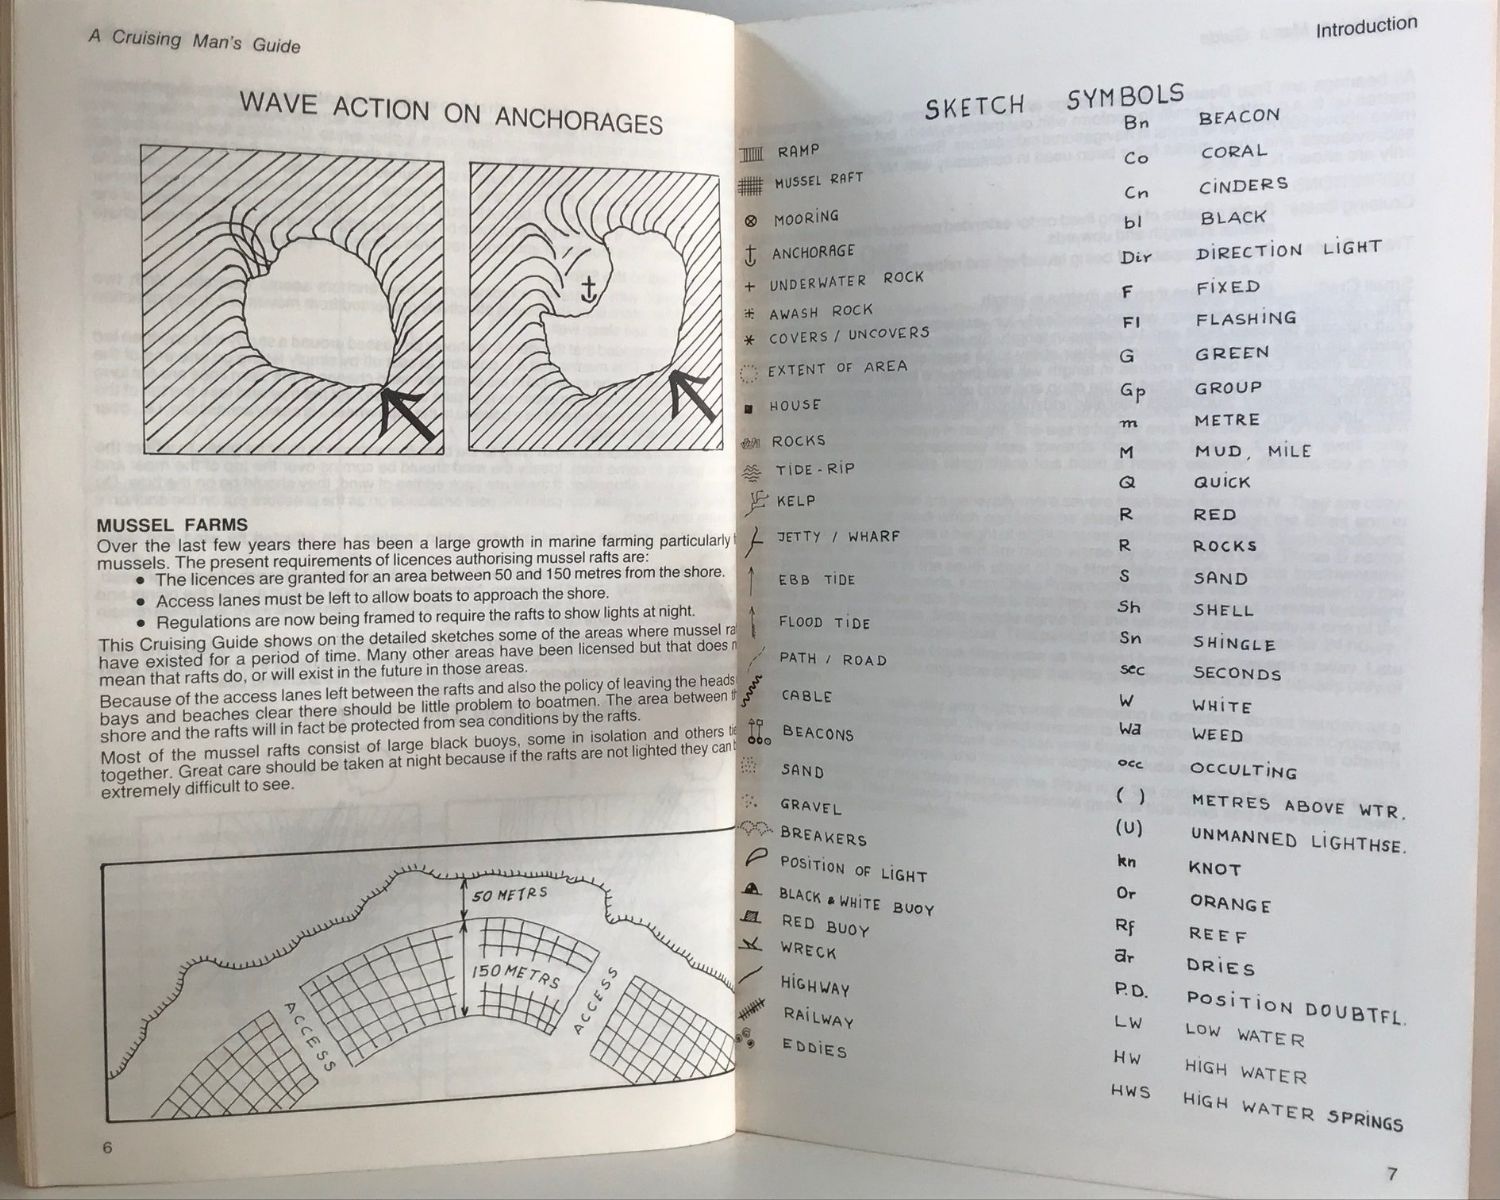 A Cruising Man's Guide
WAVE ACTION ON ANCHORAGES
MUSSEL FARMS
Over the last few years there has been a large growth in marine farming particularly
mussels. The present requirements of licences authorising mussel rafts are:
● The licences are granted for an area between 50 and 150 metres from the shore.
● Access lanes must be left to allow boats to approach the shore.
● Regulations are now being framed to require the rafts to show lights at night.
This Cruising Guide shows on the detailed sketches some of the areas where mussel
have existed for a period of time. Many other areas have been licensed but that does
mean that rafts do, or will exist in the future in those areas.
Because of the access lanes left between the rafts and also the policy of leaving the heads
bays and beaches clear there should be little problem to boatmen. The area between
shore and the rafts will in fact be protected from sea conditions by the rafts.
Most of the mussel rafts consist of large black buoys, some in isolation and others
together. Great care should be taken at night because if the rafts are not lighted they can
extremely difficult to see.
50 METRS
150 METRS
ACCESS
ACCESS
6
Introduction
SKETCH SYMBOLS
RAMP
MUSSEL RAFT
MOORING
ANCHORAGE
UNDERWATER ROCK
AWASH ROCK
COVERS / UNCOVERS
EXTENT OF AREA
HOUSE
ROCKS
TIDE-RIP
KELP
JETTY / WHARF
EBB TIDE
FLOOD TIDE
PATH / ROAD
CABLE
BEACONS
SAND
GRAVEL
BREAKERS
POSITION OF LIGHT
BLACK & WHITE BUOY
RED BUOY
WRECK
HIGHWAY
RAILWAY
EDDIES
Bn BEACON
Co CORAL
Cn CINDERS
bl BLACK
Dir DIRECTION LIGHT
F FIXED
Fl FLASHING
G GREEN
Gp GROUP
m METRE
M MUD, MILE
Q QUICK
R RED
R ROCKS
S SAND
Sh SHELL
Sn SHINGLE
sec SECONDS
W WHITE
Wd WEED
occ OCCULTING
( ) METRES ABOVE WTR.
(U) UNMANNED LIGHTHSE.
kn KNOT
Or ORANGE
Rf REEF
dr DRIES
P.D. POSITION DOUBTFL.
LW LOW WATER
HW HIGH WATER
HWS HIGH WATER SPRINGS
7